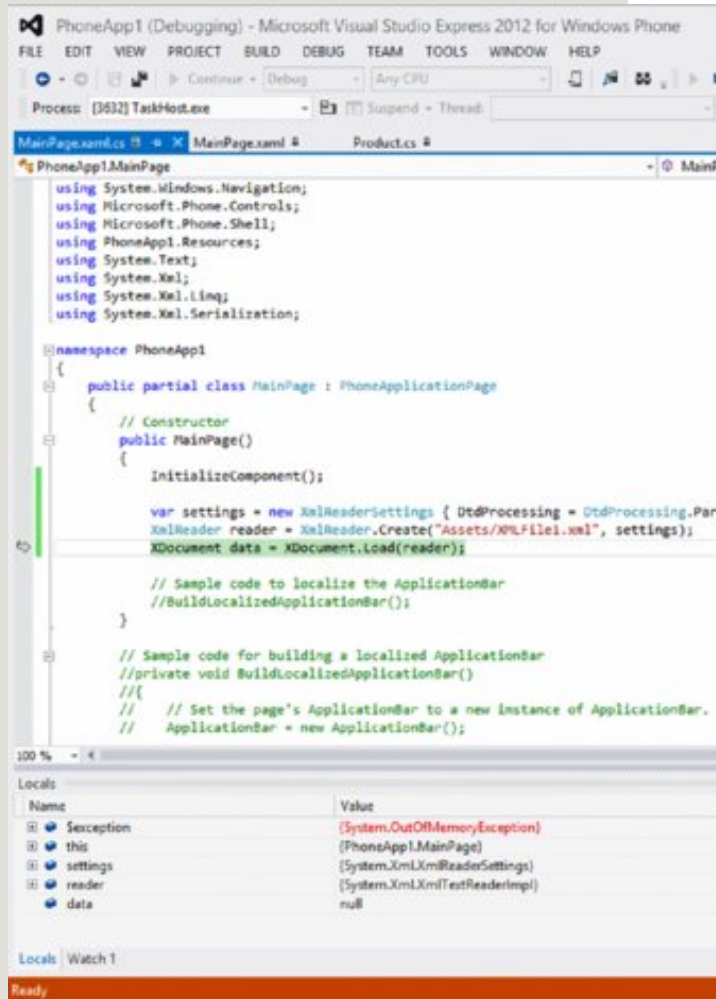 PhoneApp1 (Debugging) - Microsoft Visual Studio Express 2012 for Windows Phone
FILE EDIT VIEW PROJECT BUILD DEBUG TEAM TOOLS WINDOW HELP
Continue Debug Any CPU
Process: [3632] TaskHost.exe Suspend Thread:
MainPage.xaml.cs MainPage.xaml Product.cs
PhoneApp1.MainPage MainP
using System.Windows.Navigation;
using Microsoft.Phone.Controls;
using Microsoft.Phone.Shell;
using PhoneApp1.Resources;
using System.Text;
using System.Xml;
using System.Xml.Linq;
using System.Xml.Serialization;
namespace PhoneApp1
{
public partial class MainPage : PhoneApplicationPage
{
// Constructor
public MainPage()
{
InitializeComponent();
var settings = new XmlReaderSettings { DtdProcessing = DtdProcessing.Par
XmlReader reader = XmlReader.Create("Assets/XMLFile1.xml", settings);
XDocument data = XDocument.Load(reader);
// Sample code to localize the ApplicationBar
//BuildLocalizedApplicationBar();
}
// Sample code for building a localized ApplicationBar
//private void BuildLocalizedApplicationBar()
//{
// // Set the page's ApplicationBar to a new instance of ApplicationBar.
// ApplicationBar = new ApplicationBar();
100 %
Locals
Name Value
$exception {System.OutOfMemoryException}
this {PhoneApp1.MainPage}
settings {System.Xml.XmlReaderSettings}
reader {System.Xml.XmlTextReaderImpl}
data null
Locals Watch 1
Ready